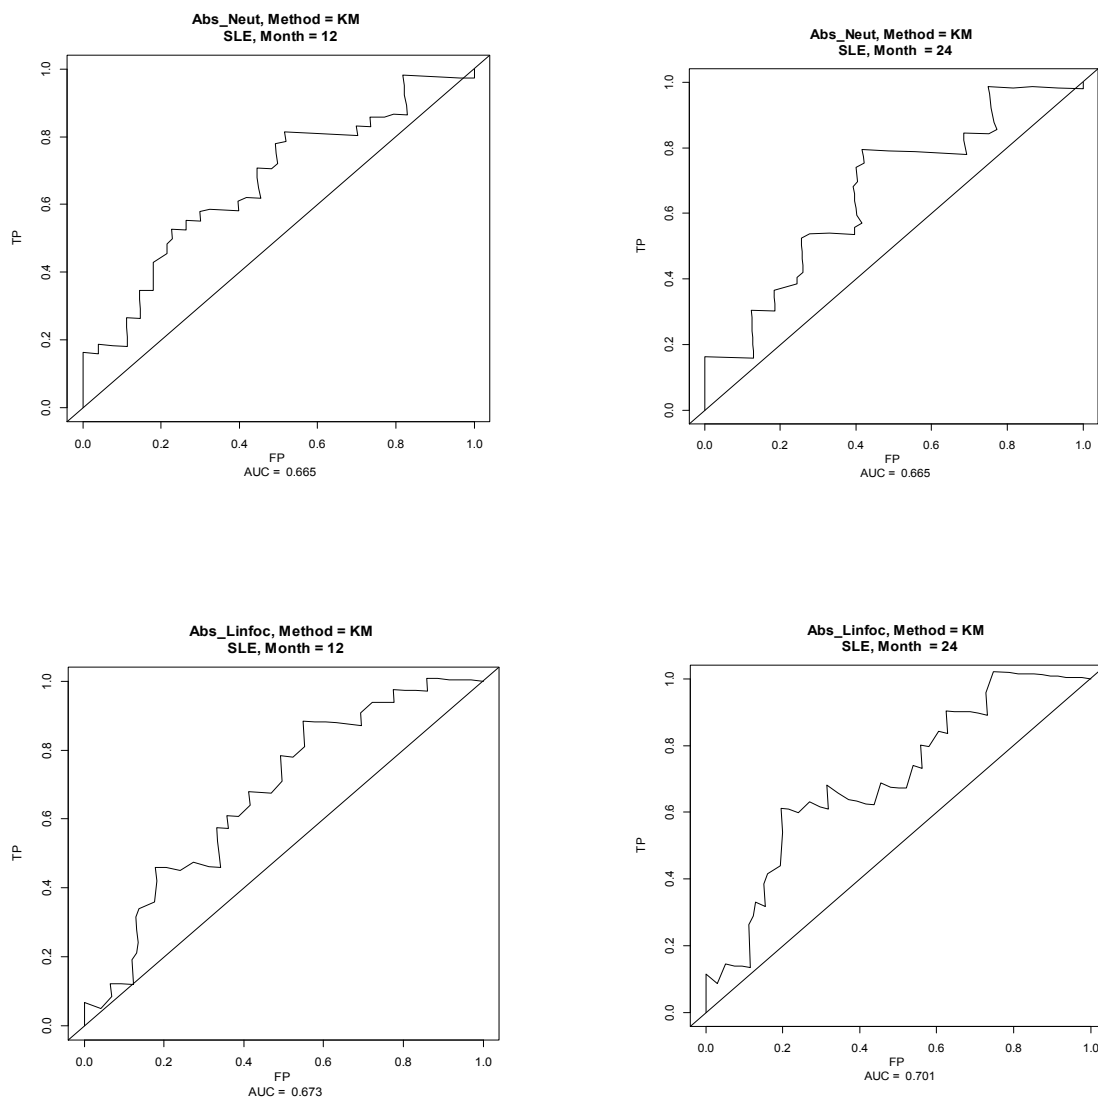 Abs_Neut, Method = KM
SLE, Month = 12
1.0
0.8
0.6
0.4
0.2
0.0
TP
0.0 0.2 0.4 0.6 0.8 1.0
FP
AUC = 0.665
Abs_Neut, Method = KM
SLE, Month = 24
1.0
0.8
0.6
0.4
0.2
0.0
TP
0.0 0.2 0.4 0.6 0.8 1.0
FP
AUC = 0.665
Abs_Linfoc, Method = KM
SLE, Month = 12
1.0
0.8
0.6
0.4
0.2
0.0
TP
0.0 0.2 0.4 0.6 0.8 1.0
FP
AUC = 0.673
Abs_Linfoc, Method = KM
SLE, Month = 24
1.0
0.8
0.6
0.4
0.2
0.0
TP
0.0 0.2 0.4 0.6 0.8 1.0
FP
AUC = 0.701